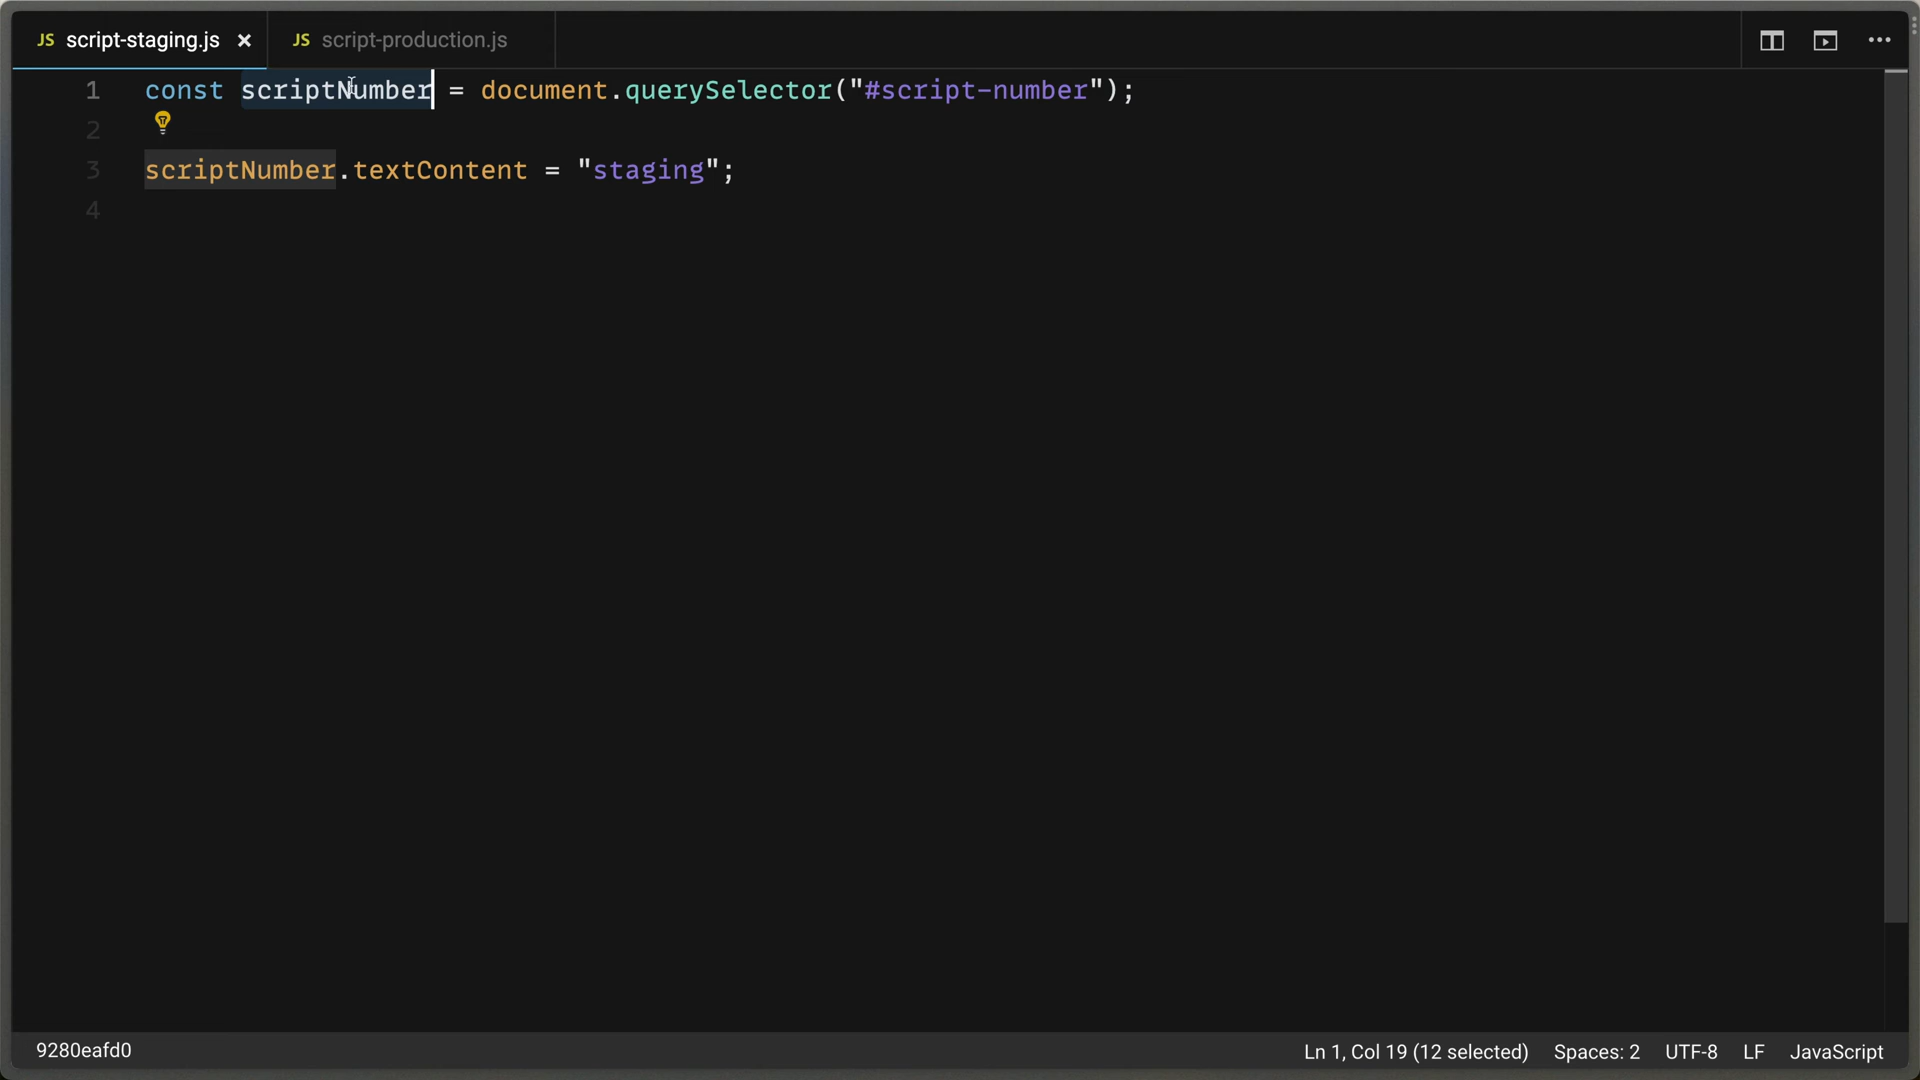 JS script-staging.js × JS script-production.js
1 const scriptNumber = document.querySelector("#script-number");
2
3 scriptNumber.textContent = "staging";
4
9280eafd0 Ln 1, Col 19 (12 selected) Spaces: 2 UTF-8 LF JavaScript